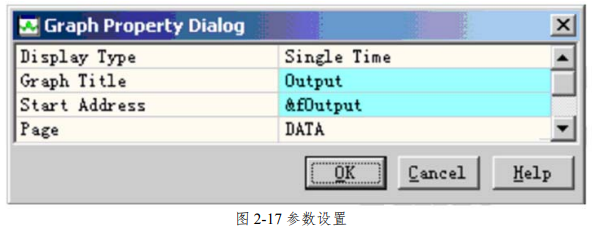 Graph Property Dialog
Display Type Single Time
Graph Title Output
Start Address &fOutput
Page DATA
OK Cancel Help
图 2-17 参数设置